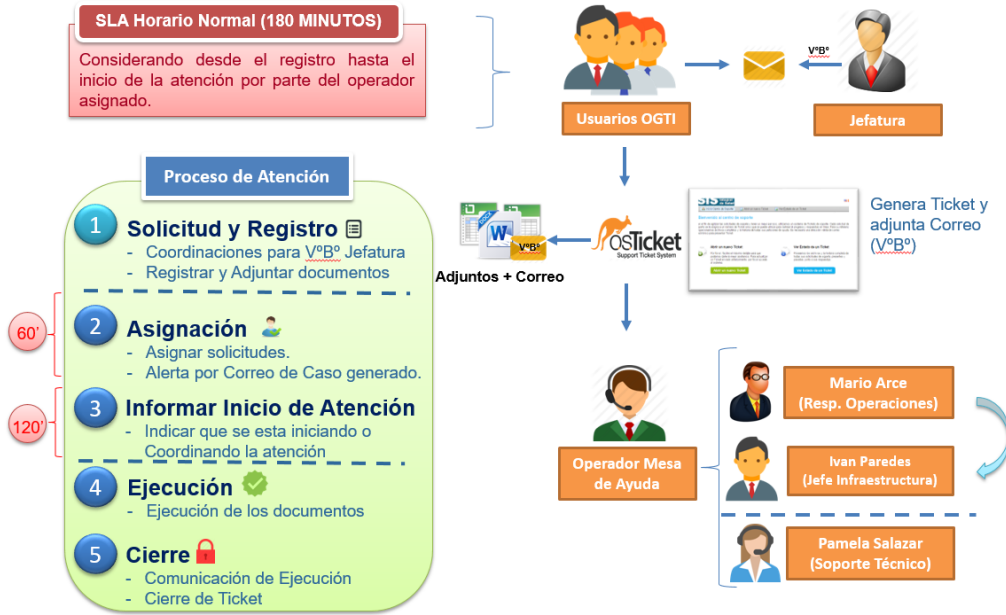 SLA Horario Normal (180 MINUTOS)
Considerando desde el registro hasta el
inicio de la atención por parte del operador
asignado.
Usuarios OGTI
VºBº
Jefatura
Proceso de Atención
1
Solicitud y Registro
- Coordinaciones para VºBº Jefatura
- Registrar y Adjuntar documentos
60'
2
Asignación
- Asignar solicitudes.
- Alerta por Correo de Caso generado.
120'
3
Informar Inicio de Atención
- Indicar que se esta iniciando o
Coordinando la atención
4
Ejecución
- Ejecución de los documentos
5
Cierre
- Comunicación de Ejecución
- Cierre de Ticket
DOCX
W
VºBº
Adjuntos + Correo
osTicket
Support Ticket System
SIS
Genera Ticket y
adjunta Correo
(VºBº)
Operador Mesa
de Ayuda
Mario Arce
(Resp. Operaciones)
Ivan Paredes
(Jefe Infraestructura)
Pamela Salazar
(Soporte Técnico)